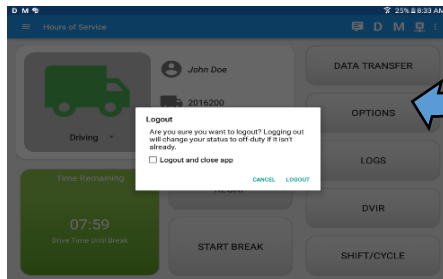 D M
25% 8:33 AM
Hours of Service
D M
John Doe
DATA TRANSFER
2016200
OPTIONS
Driving
Logout
Are you sure you want to logout? Logging out
will change your status to off-duty if it isn't
already.
Logout and close app
CANCEL LOGOUT
LOGS
Time Remaining
07:59
Drive Time Until Break
START BREAK
DVIR
SHIFT/CYCLE